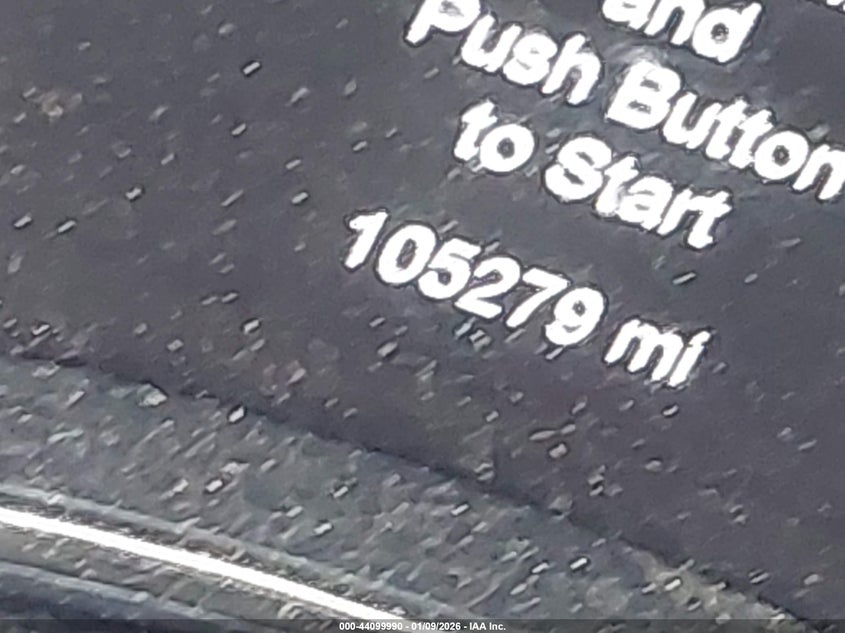 and
Push Button
to Start
105279 mi
000-44099990 - 01/09/2026 - IAA Inc.